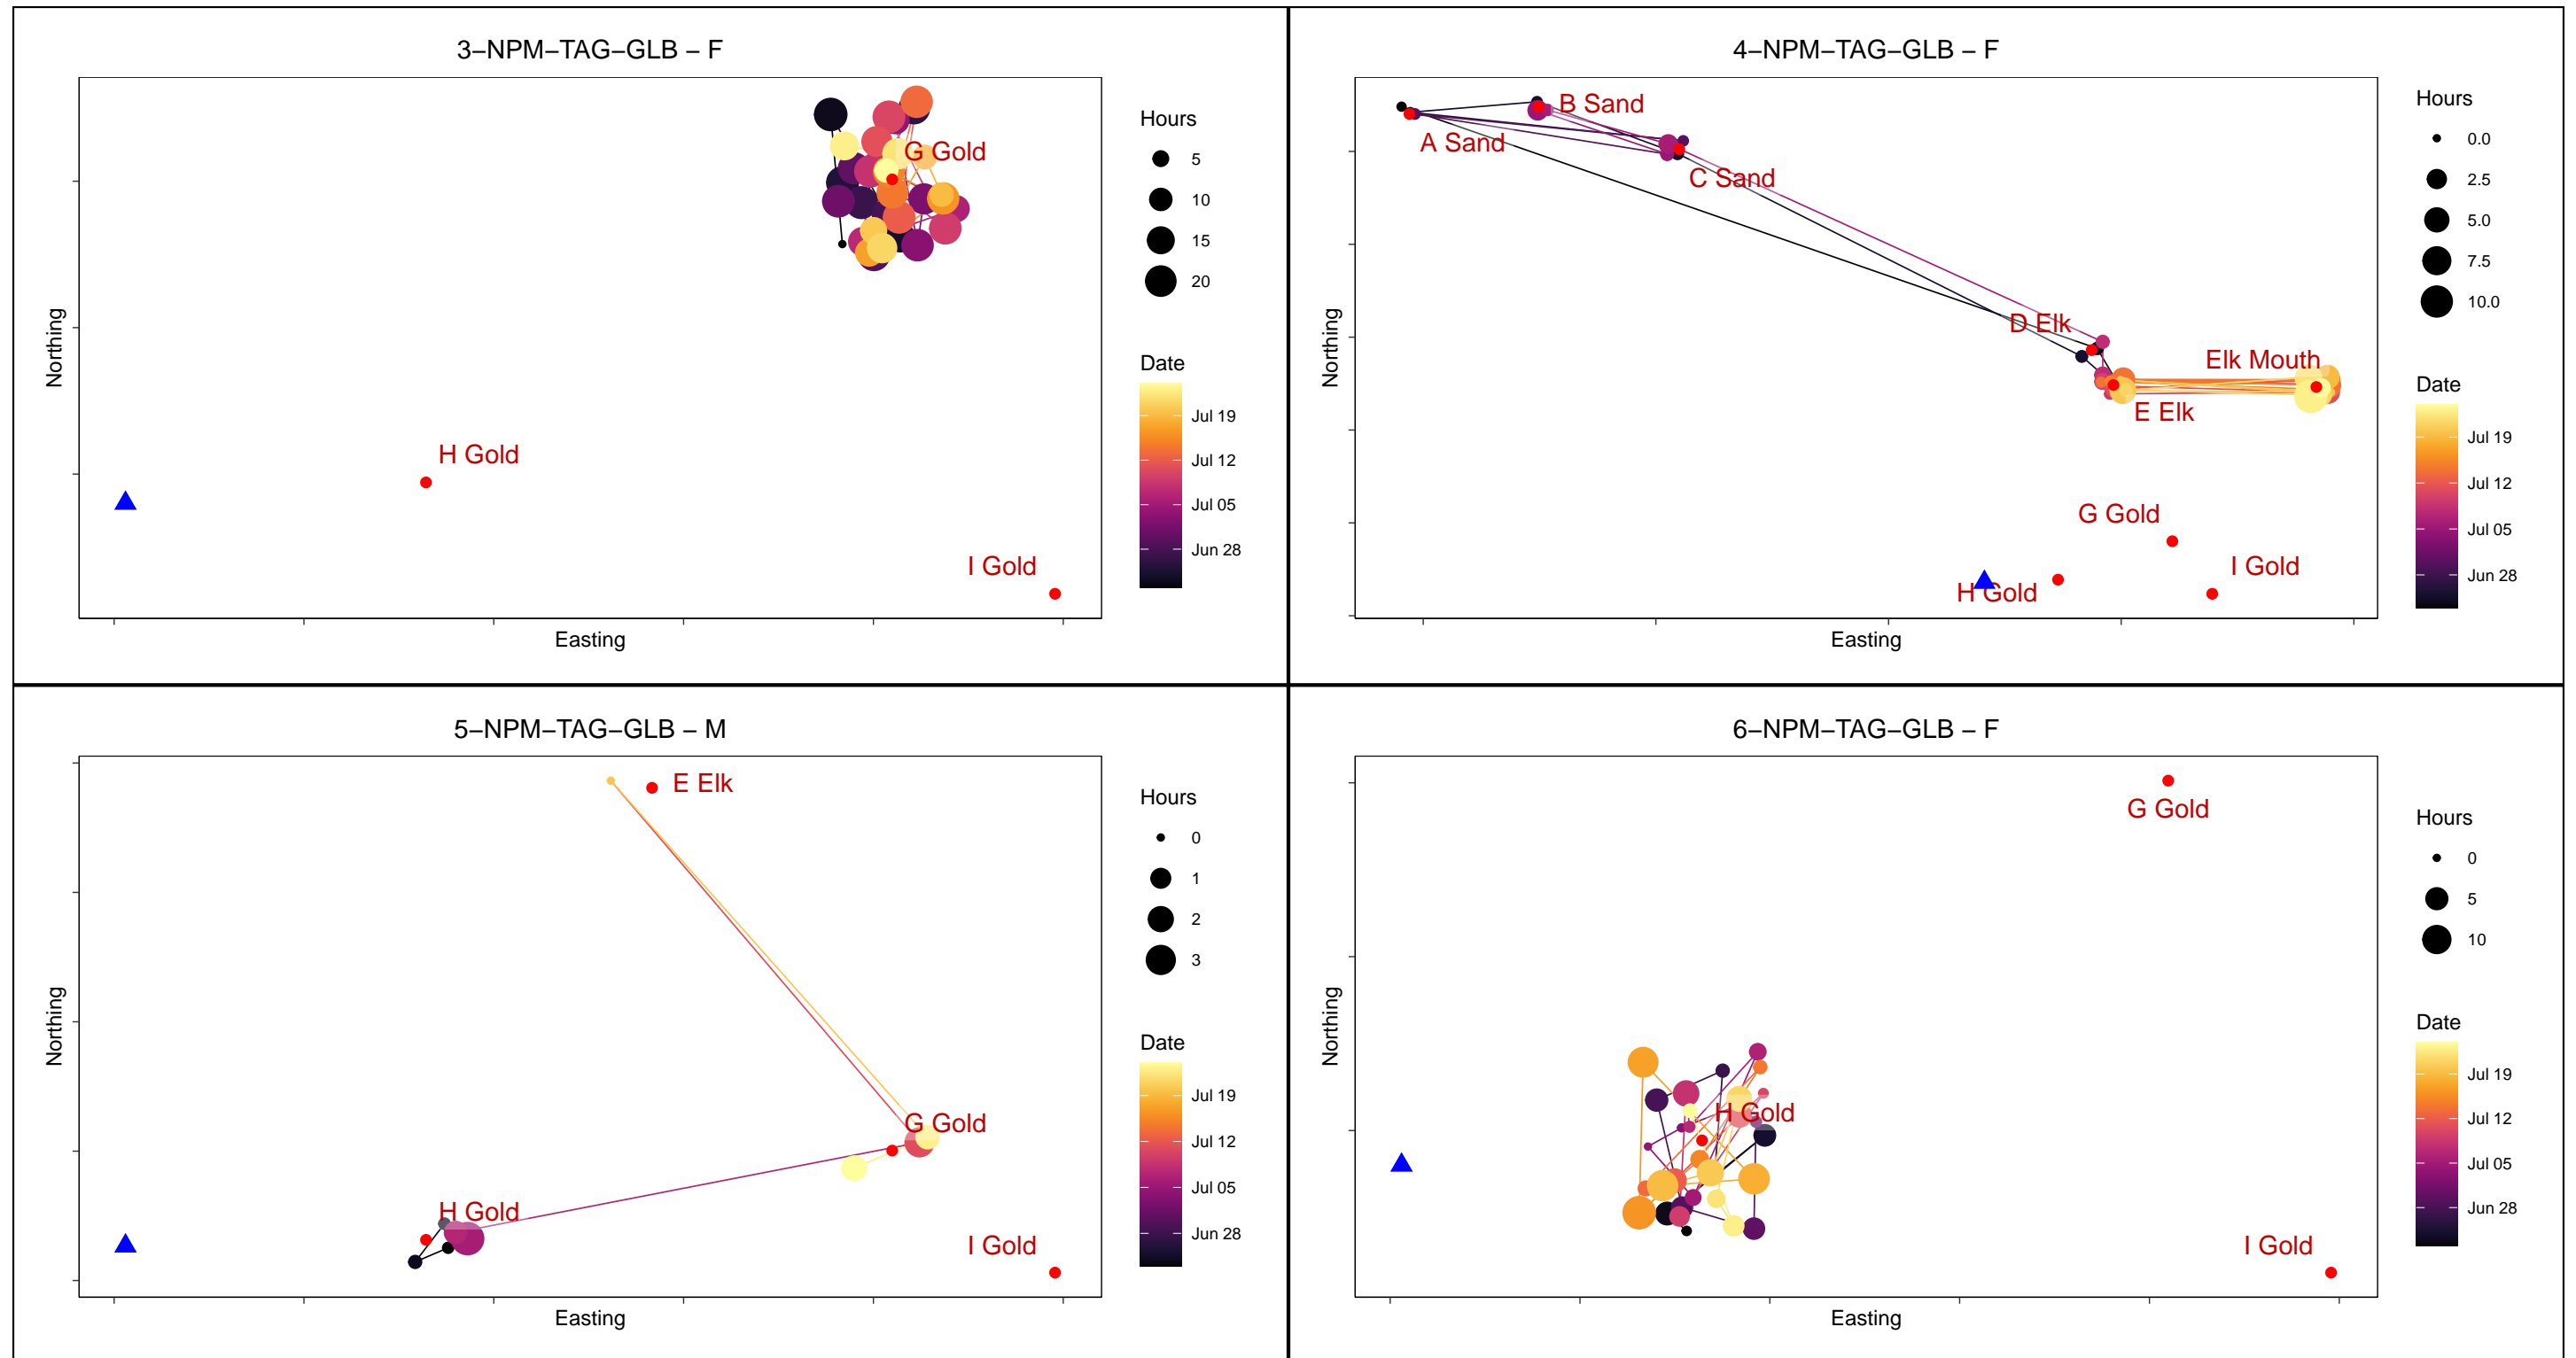 3−NPM−TAG−GLB − F
G Gold
H Gold
I Gold
Northing
Easting
Hours
5
10
15
20
Date
Jul 19
Jul 12
Jul 05
Jun 28
4−NPM−TAG−GLB − F
B Sand
A Sand
C Sand
D Elk
Elk Mouth
E Elk
G Gold
I Gold
H Gold
Northing
Easting
Hours
0.0
2.5
5.0
7.5
10.0
Date
Jul 19
Jul 12
Jul 05
Jun 28
5−NPM−TAG−GLB − M
E Elk
G Gold
H Gold
I Gold
Northing
Easting
Hours
0
1
2
3
Date
Jul 19
Jul 12
Jul 05
Jun 28
6−NPM−TAG−GLB − F
G Gold
H Gold
I Gold
Northing
Easting
Hours
0
5
10
Date
Jul 19
Jul 12
Jul 05
Jun 28